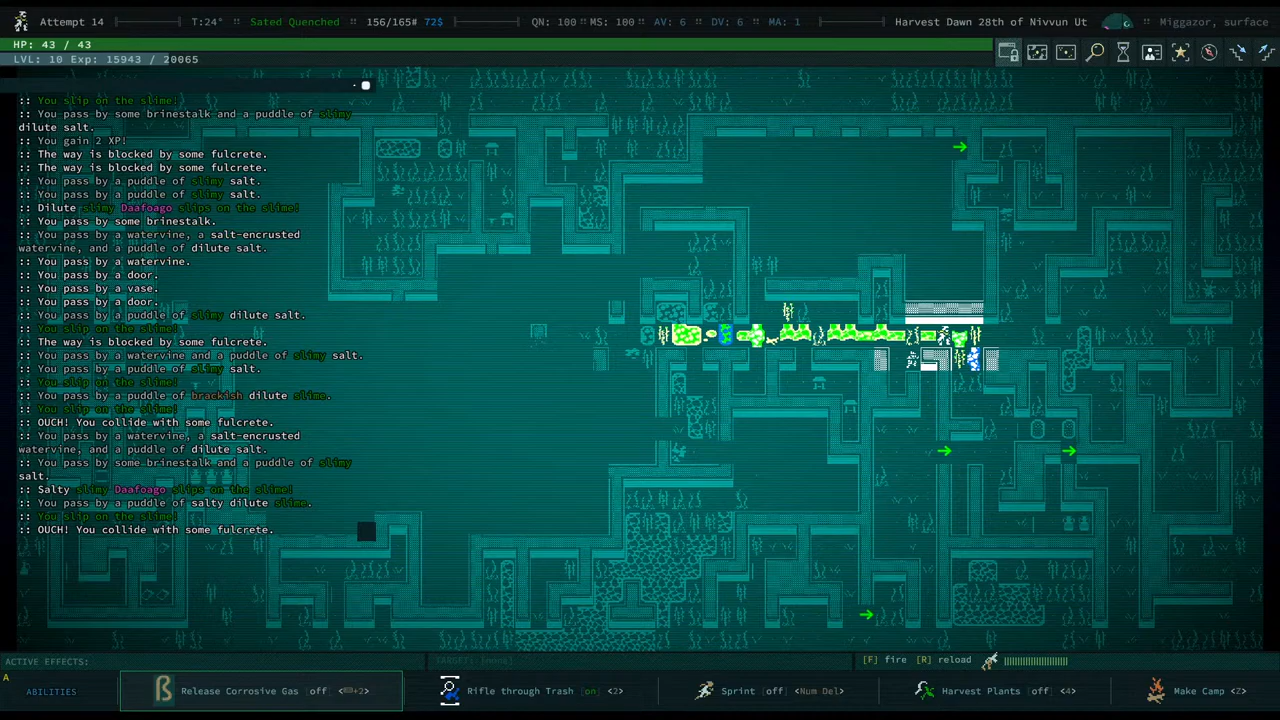 Attempt 14 T:24° :: Sated Quenched :: 156/165# 72$ QN: 100 :: MS: 100 :: AV: 6 :: DV: 6 :: MA: 1 Harvest Dawn 28th of Nivvun Ut :: Miggazor, surface
HP: 43 / 43
LVL: 10 Exp: 15943 / 20065
:: You slip on the slime!
:: You pass by some brinestalk and a puddle of slimy
dilute salt.
:: You gain 2 XP!
:: The way is blocked by some fulcrete.
:: The way is blocked by some fulcrete.
:: You pass by a puddle of slimy salt.
:: You pass by a puddle of slimy salt.
:: Dilute slimy Daafoago slips on the slime!
:: You pass by some brinestalk.
:: You pass by a watervine, a salt-encrusted
watervine, and a puddle of dilute salt.
:: You pass by a watervine.
:: You pass by a door.
:: You pass by a vase.
:: You pass by a door.
:: You pass by a puddle of slimy dilute salt.
:: You slip on the slime!
:: The way is blocked by some fulcrete.
:: You pass by a watervine and a puddle of slimy salt.
:: You pass by a puddle of slimy salt.
:: You slip on the slime!
:: You pass by a puddle of brackish dilute slime.
:: You slip on the slime!
:: OUCH! You collide with some fulcrete.
:: You pass by a watervine, a salt-encrusted
watervine, and a puddle of dilute salt.
:: You pass by some brinestalk and a puddle of slimy
salt.
:: Salty slimy Daafoago slips on the slime!
:: You pass by a puddle of salty dilute slime.
:: You slip on the slime!
:: OUCH! You collide with some fulcrete.
ACTIVE EFFECTS: TARGET: [none] [F] fire [R] reload
A
ABILITIES Release Corrosive Gas [off] Rifle through Trash [on] <2> Sprint [off] <Num Del> Harvest Plants [off] <4> Make Camp <Z>